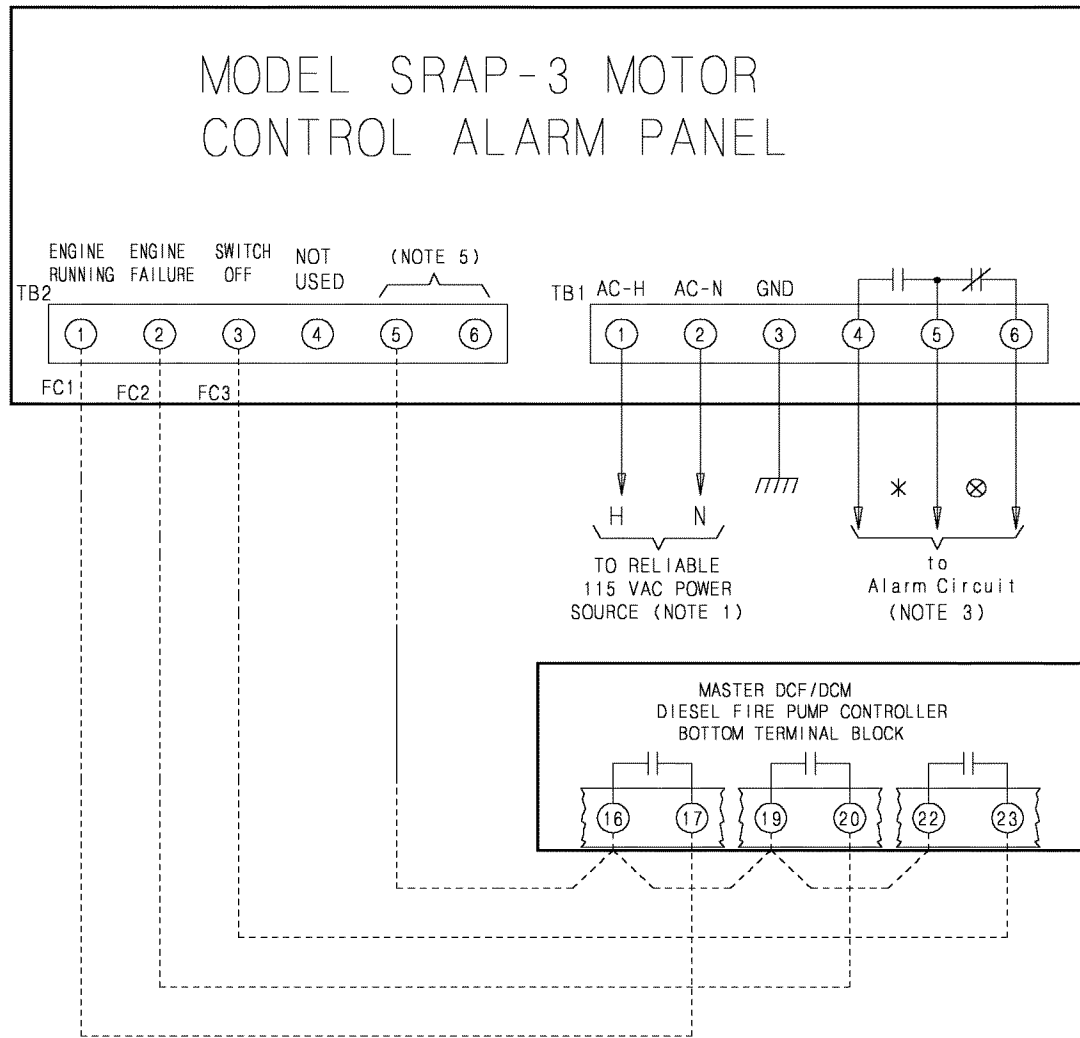 MODEL SRAP-3 MOTOR
CONTROL ALARM PANEL
ENGINE RUNNING
ENGINE FAILURE
SWITCH OFF
NOT USED
(NOTE 5)
TB2
1 2 3 4 5 6
FC1 FC2 FC3
TB1 AC-H AC-N GND
1 2 3 4 5 6
H N
TO RELIABLE
115 VAC POWER
SOURCE (NOTE 1)
to
Alarm Circuit
(NOTE 3)
MASTER DCF/DCM
DIESEL FIRE PUMP CONTROLLER
BOTTOM TERMINAL BLOCK
16 17 19 20 22 23